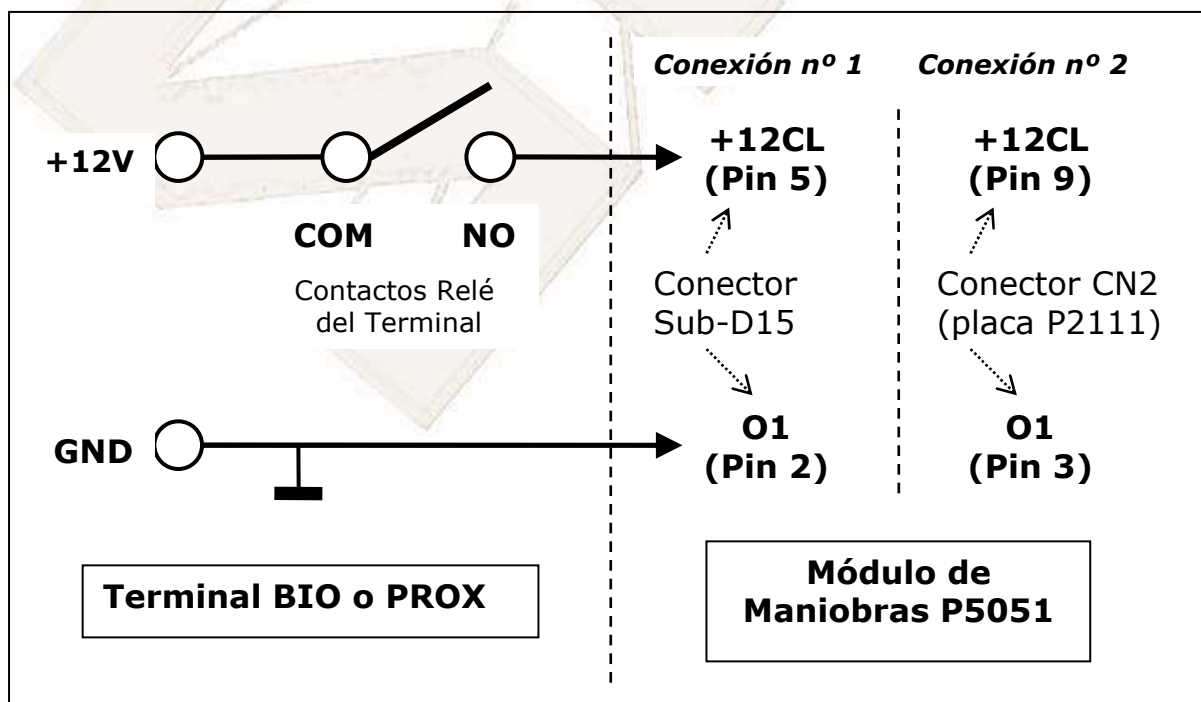 Conexión nº 1
Conexión nº 2
+12V
+12CL
(Pin 5)
+12CL
(Pin 9)
COM
NO
Contactos Relé
del Terminal
Conector
Sub-D15
Conector CN2
(placa P2111)
GND
O1
(Pin 2)
O1
(Pin 3)
Terminal BIO o PROX
Módulo de
Maniobras P5051